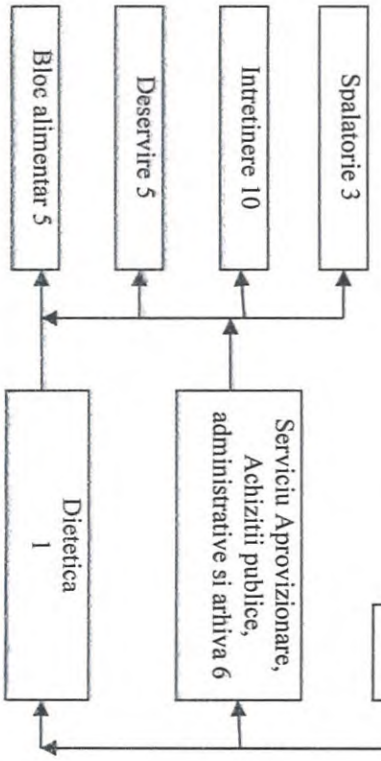 Serviciu Aprovizionare,
Achizitii publice,
administrative si arhiva 6
Dietetica
1
Spalatorie 3
Intretinere 10
Deservire 5
Bloc alimentar 5